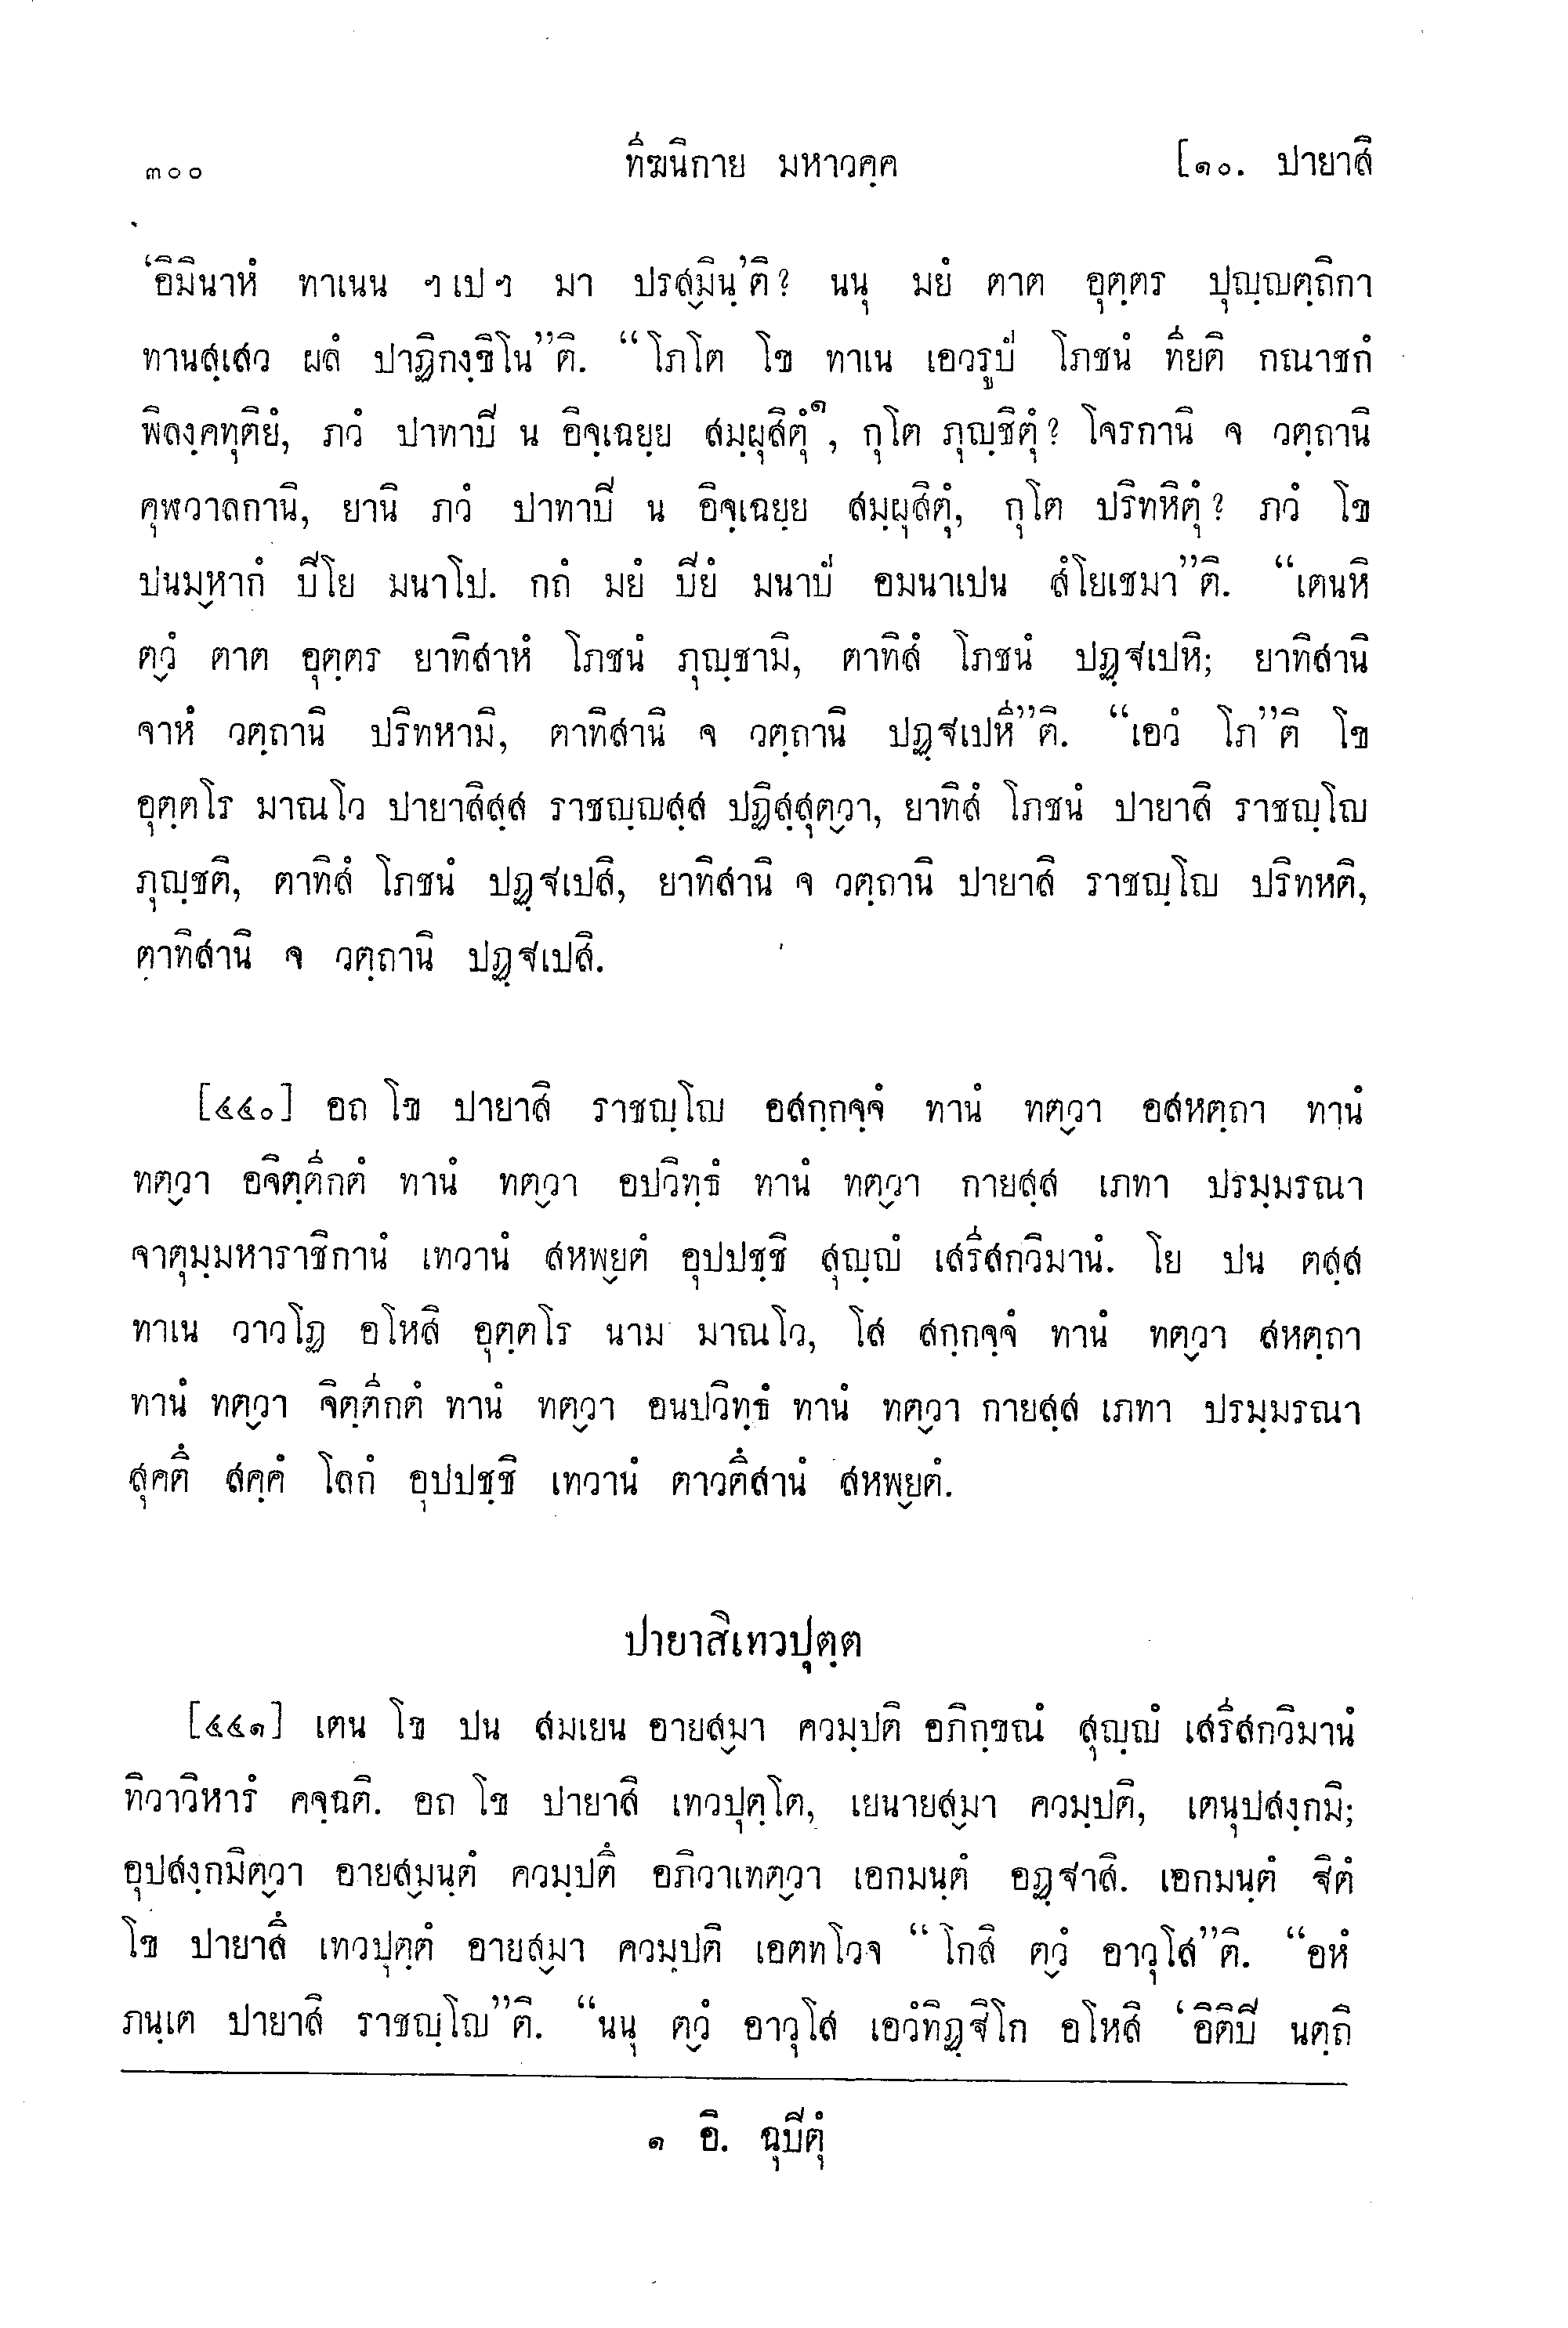 ๓๐๐ ทีฆนิกาย มหาวคฺค [๑๐. ปายาสิ
‘อิมินาหํ ทาเนน ฯ เป ฯ มา ปรสฺมินฺ’ติ? นนุ มยํ ตาต อุตฺตร ปุญฺญตฺถิกา
ทานสฺเสว ผลํ ปาฏิกงฺขิโน”ติ. “โภโต โข ทาเน เอวรูปํ โภชนํ ทียติ กณาชกํ
พิลงฺคทุติยํ, ภวํ ปาทาปิ น อิจฺเฉยฺย สมฺผุสิตุํ๑, กุโต ภุญฺชิตุํ? โจรกานิ จ วตฺถานิ
คุฬวาลกานิ, ยานิ ภวํ ปาทาปิ น อิจฺเฉยฺย สมฺผุสิตุํ, กุโต ปริทหิตุํ? ภวํ โข
ปนมฺหากํ ปิโย มนาโป. กถํ มยํ ปิยํ มนาปํ อมนาเปน สํโยเชมา”ติ. “เตนหิ
ตฺวํ ตาต อุตฺตร ยาทิสาหํ โภชนํ ภุญฺชามิ, ตาทิสํ โภชนํ ปฏฺฐเปหิ; ยาทิสานิ
จาหํ วตฺถานิ ปริทหามิ, ตาทิสานิ จ วตฺถานิ ปฏฺฐเปหี”ติ. “เอวํ โภ”ติ โข
อุตฺตโร มาณโว ปายาสิสฺส ราชญฺญสฺส ปฏิสฺสุตฺวา, ยาทิสํ โภชนํ ปายาสิ ราชญฺโญ
ภุญฺชติ, ตาทิสํ โภชนํ ปฏฺฐเปสิ, ยาทิสานิ จ วตฺถานิ ปายาสิ ราชญฺโญ ปริทหติ,
ตาทิสานิ จ วตฺถานิ ปฏฺฐเปสิ.
[๔๔๐] อถ โข ปายาสิ ราชญฺโญ อสกฺกจฺจํ ทานํ ทตฺวา อสหตฺถา ทานํ
ทตฺวา อจิตฺตีกตํ ทานํ ทตฺวา อปวิทฺธํ ทานํ ทตฺวา กายสฺส เภทา ปรมฺมรณา
จาตุมฺมหาราชิกานํ เทวานํ สหพฺยตํ อุปปชฺชิ สุญฺญํ เสรีสกวิมานํ. โย ปน ตสฺส
ทาเน วาวโฏ อโหสิ อุตฺตโร นาม มาณโว, โส สกฺกจฺจํ ทานํ ทตฺวา สหตฺถา
ทานํ ทตฺวา จิตฺตีกตํ ทานํ ทตฺวา อนปวิทฺธํ ทานํ ทตฺวา กายสฺส เภทา ปรมฺมรณา
สุคตึ สคฺคํ โลกํ อุปปชฺชิ เทวานํ ตาวตึสานํ สหพฺยตํ.
ปายาสิเทวปุตฺต
[๔๔๑] เตน โข ปน สมเยน อายสฺมา ควมฺปติ อภิกฺขณํ สุญฺญํ เสรีสกวิมานํ
ทิวาวิหารํ คจฺฉติ. อถ โข ปายาสิ เทวปุตฺโต, เยนายสฺมา ควมฺปติ, เตนุปสงฺกมิ;
อุปสงฺกมิตฺวา อายสฺมนฺตํ ควมฺปตึ อภิวาเทตฺวา เอกมนฺตํ อฏฺฐาสิ. เอกมนฺตํ ฐิตํ
โข ปายาสึ เทวปุตฺตํ อายสฺมา ควมฺปติ เอตทโวจ “โกสิ ตฺวํ อาวุโส”ติ. “อหํ
ภนฺเต ปายาสิ ราชญฺโญ”ติ. “นนุ ตฺวํ อาวุโส เอวํทิฏฺฐิโก อโหสิ ‘อิติปิ นตฺถิ
๑ อิ. ฉุปิตุํ